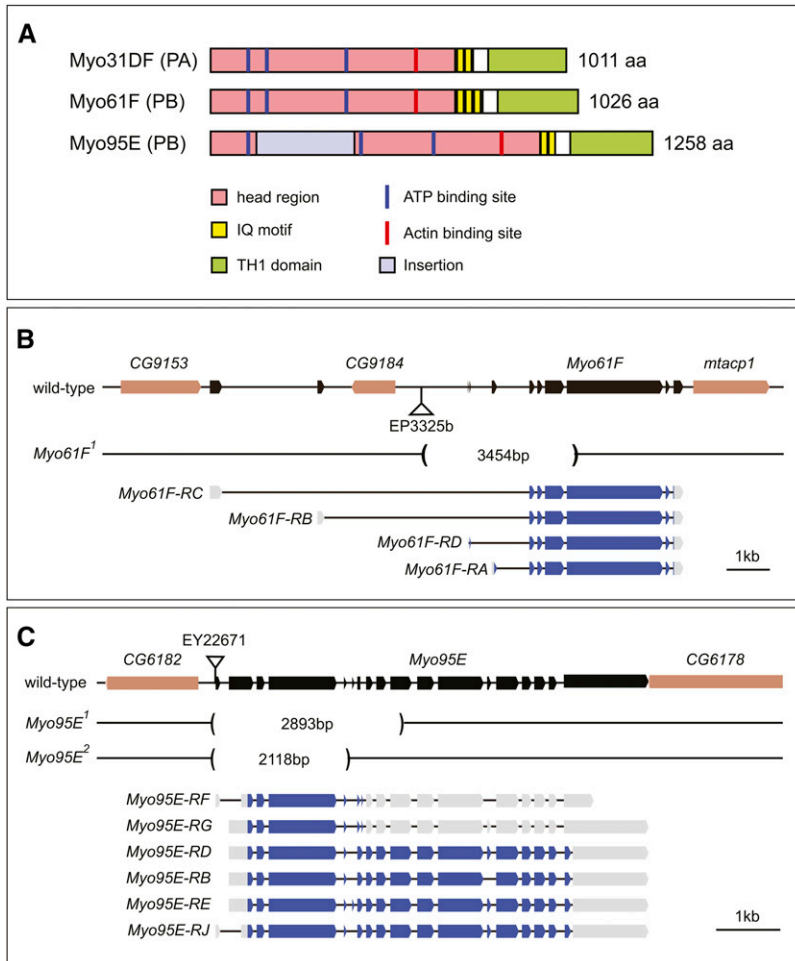 A
Myo31DF (PA) 1011 aa
Myo61F (PB) 1026 aa
Myo95E (PB) 1258 aa
head region ATP binding site
IQ motif Actin binding site
TH1 domain Insertion
B
CG9153 CG9184 Myo61F mtacp1
wild-type
EP3325b
Myo61F¹ 3454bp
Myo61F-RC
Myo61F-RB
Myo61F-RD
Myo61F-RA
1kb
C
EY22671
CG6182 Myo95E CG6178
wild-type
Myo95E¹ 2893bp
Myo95E² 2118bp
Myo95E-RF
Myo95E-RG
Myo95E-RD
Myo95E-RB
Myo95E-RE
Myo95E-RJ
1kb